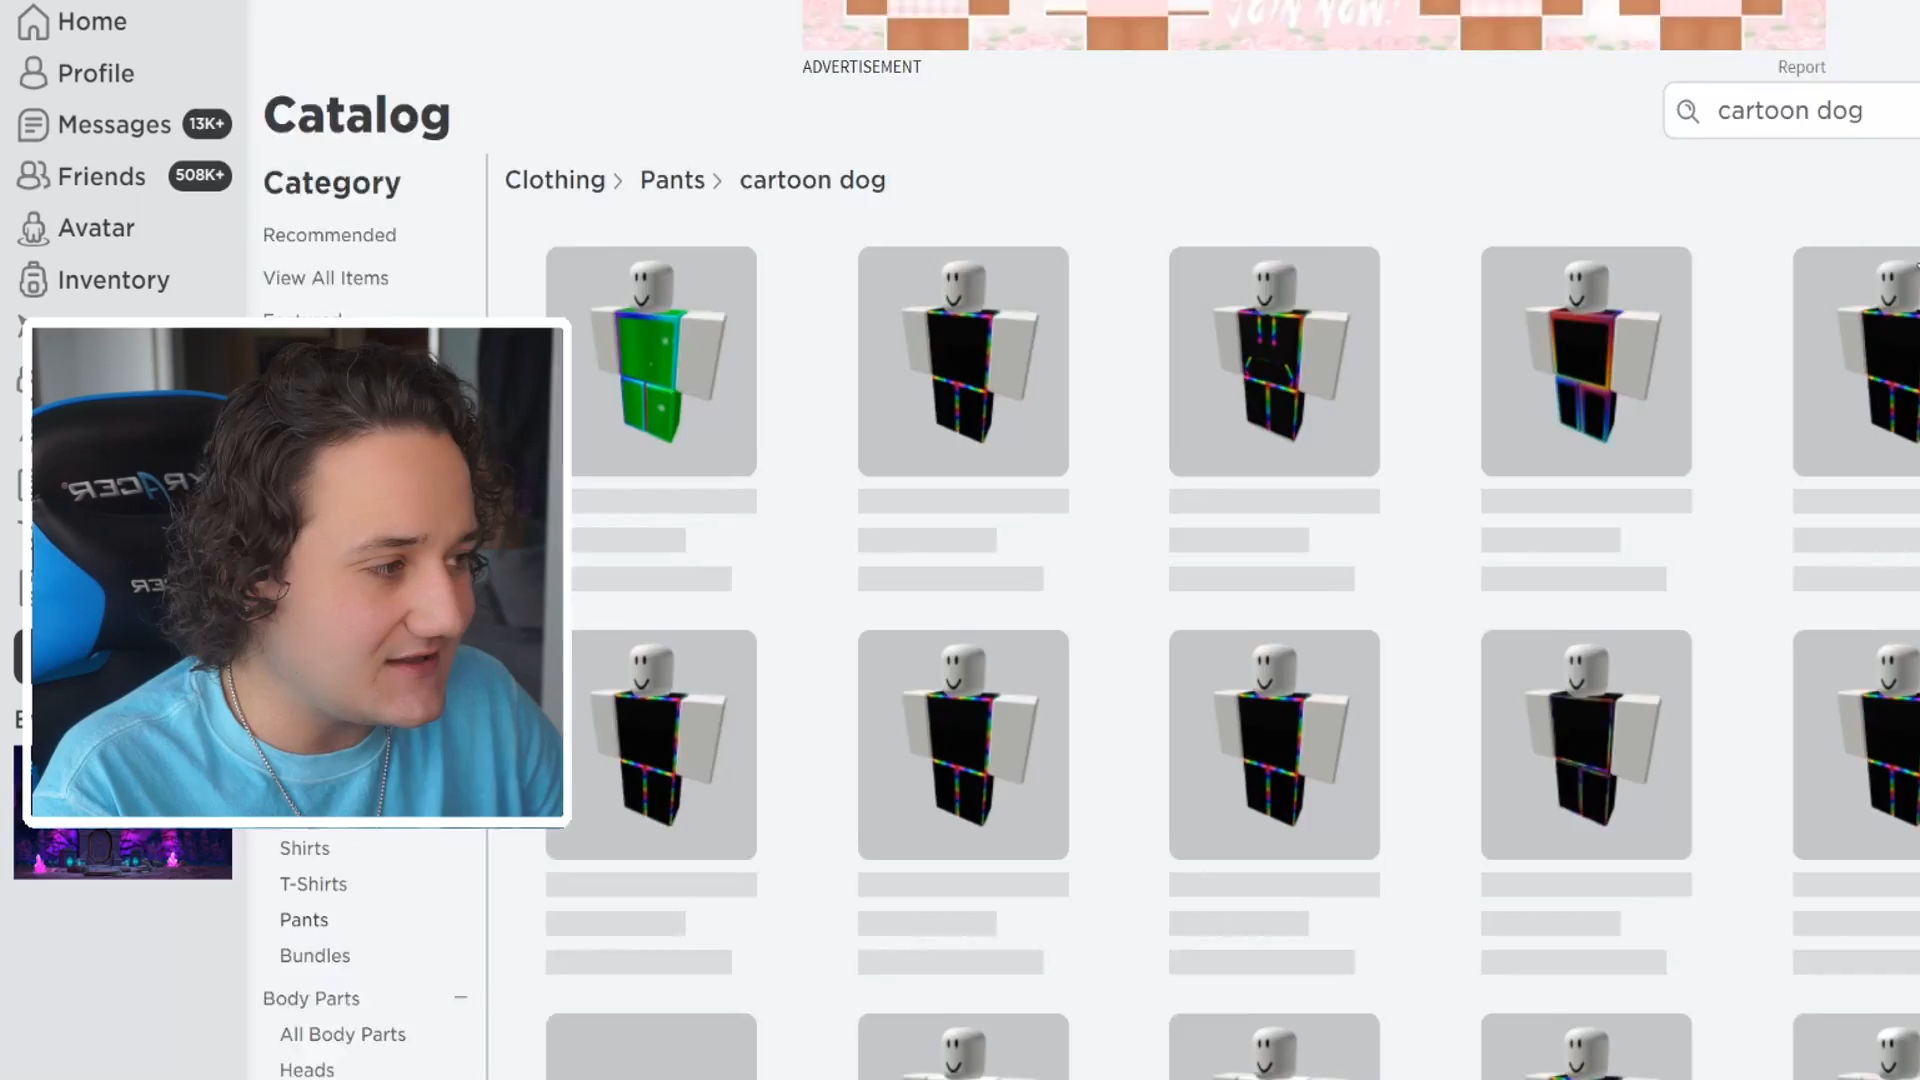 Home
Profile
Messages 13K+
Friends 508K+
Avatar
Inventory
ADVERTISEMENT
Report
Catalog
cartoon dog
Category
Clothing > Pants > cartoon dog
Recommended
View All Items
Shirts
T-Shirts
Pants
Bundles
Body Parts
All Body Parts
Heads